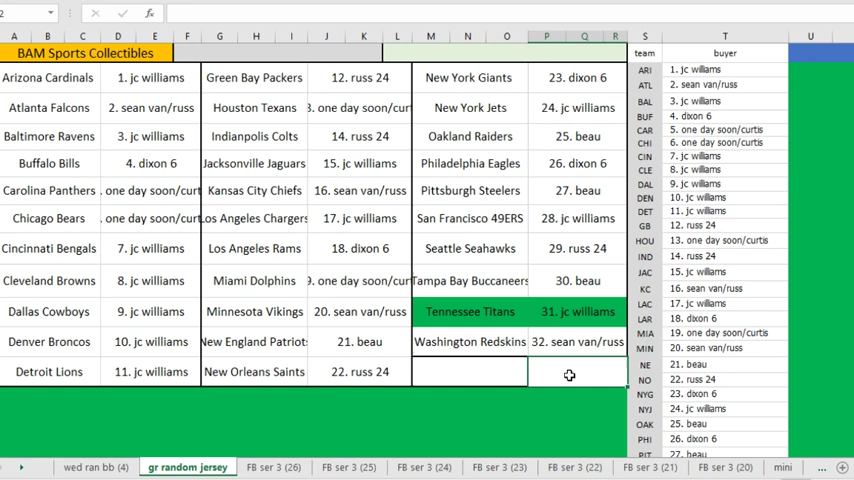 2
fx
A B C D E F G H I J K L M N O P Q R S T U
BAM Sports Collectibles team buyer
Arizona Cardinals 1. jc williams Green Bay Packers 12. russ 24 New York Giants 23. dixon 6
Atlanta Falcons 2. sean van/russ Houston Texans 3. one day soon/curt New York Jets 24. jc williams
Baltimore Ravens 3. jc williams Indianpolis Colts 14. russ 24 Oakland Raiders 25. beau
Buffalo Bills 4. dixon 6 Jacksonville Jaguars 15. jc williams Philadelphia Eagles 26. dixon 6
Carolina Panthers . one day soon/curt Kansas City Chiefs 16. sean van/russ Pittsburgh Steelers 27. beau
Chicago Bears . one day soon/curt Los Angeles Chargers 17. jc williams San Francisco 49ERS 28. jc williams
Cincinnati Bengals 7. jc williams Los Angeles Rams 18. dixon 6 Seattle Seahawks 29. russ 24
Cleveland Browns 8. jc williams Miami Dolphins 9. one day soon/curt Tampa Bay Buccaneers 30. beau
Dallas Cowboys 9. jc williams Minnesota Vikings 20. sean van/russ Tennessee Titans 31. jc williams
Denver Broncos 10. jc williams New England Patriots 21. beau Washington Redskins 32. sean van/russ
Detroit Lions 11. jc williams New Orleans Saints 22. russ 24
ARI 1. jc williams
ATL 2. sean van/russ
BAL 3. jc williams
BUF 4. dixon 6
CAR 5. one day soon/curtis
CHI 6. one day soon/curtis
CIN 7. jc williams
CLE 8. jc williams
DAL 9. jc williams
DEN 10. jc williams
DET 11. jc williams
GB 12. russ 24
HOU 13. one day soon/curtis
IND 14. russ 24
JAC 15. jc williams
KC 16. sean van/russ
LAC 17. jc williams
LAR 18. dixon 6
MIA 19. one day soon/curtis
MIN 20. sean van/russ
NE 21. beau
NO 22. russ 24
NYG 23. dixon 6
NYJ 24. jc williams
OAK 25. beau
PHI 26. dixon 6
PIT 27. beau
wed ran bb (4) gr random jersey FB ser 3 (26) FB ser 3 (25) FB ser 3 (24) FB ser 3 (23) FB ser 3 (22) FB ser 3 (21) FB ser 3 (20) mini ...